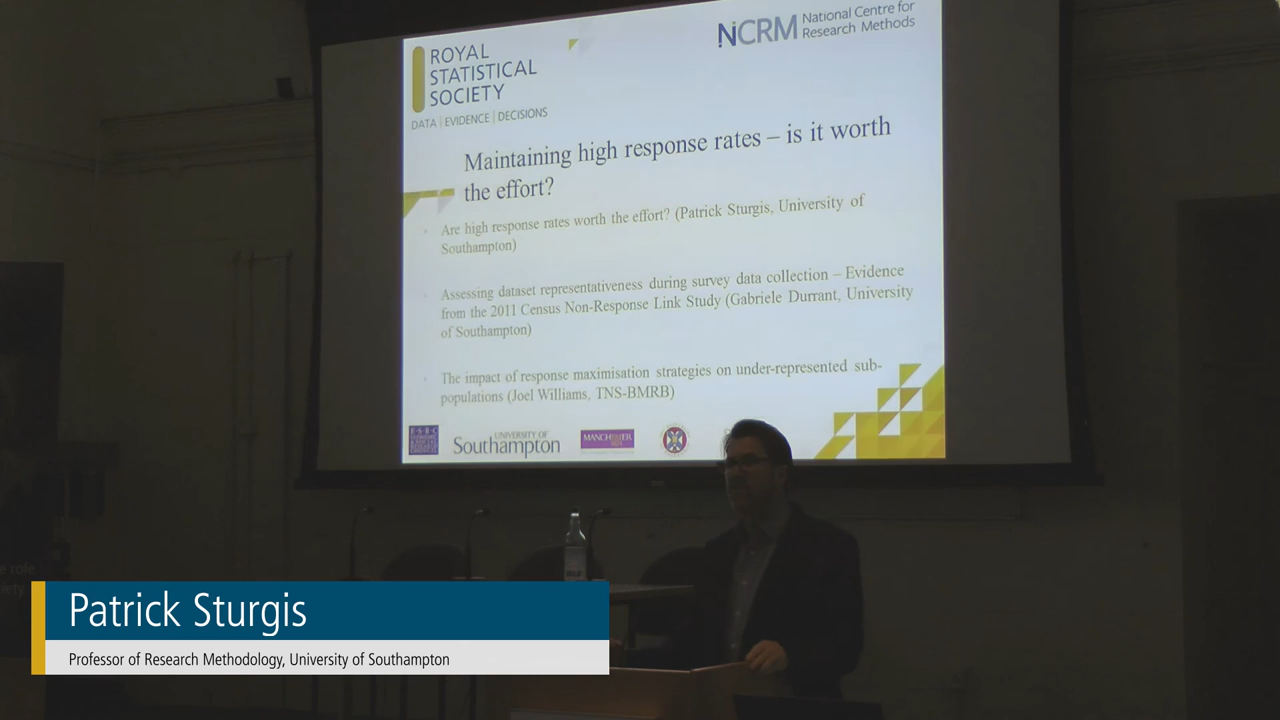 ROYAL
STATISTICAL
SOCIETY
DATA | EVIDENCE | DECISIONS
NCRM National Centre for
Research Methods
Maintaining high response rates – is it worth
the effort?
Are high response rates worth the effort? (Patrick Sturgis, University of
Southampton)
Assessing dataset representativeness during survey data collection – Evidence
from the 2011 Census Non-Response Link Study (Gabriele Durrant, University
of Southampton)
The impact of response maximisation strategies on under-represented sub-
populations (Joel Williams, TNS-BMRB)
E·S·R·C
UNIVERSITY OF
Southampton
MANCHESTER
Patrick Sturgis
Professor of Research Methodology, University of Southampton